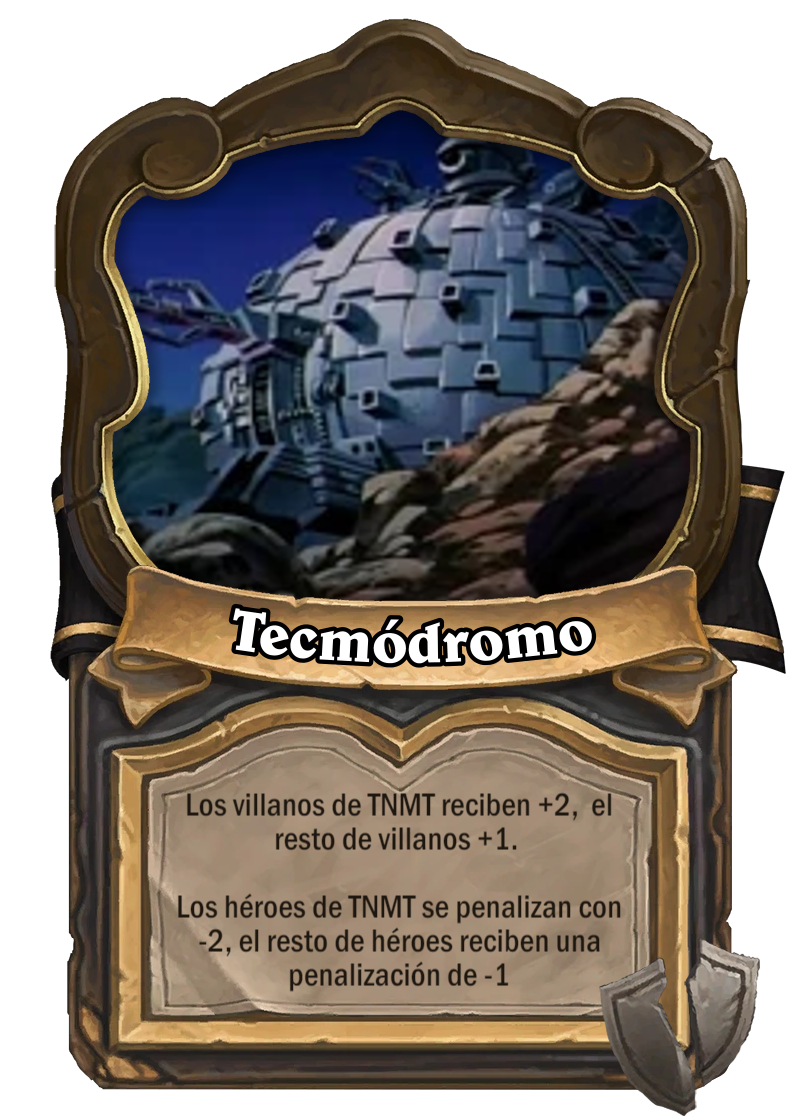 Tecmódromo
Los villanos de TNMT reciben +2, el
resto de villanos +1.
Los héroes de TNMT se penalizan con
-2, el resto de héroes reciben una
penalización de -1